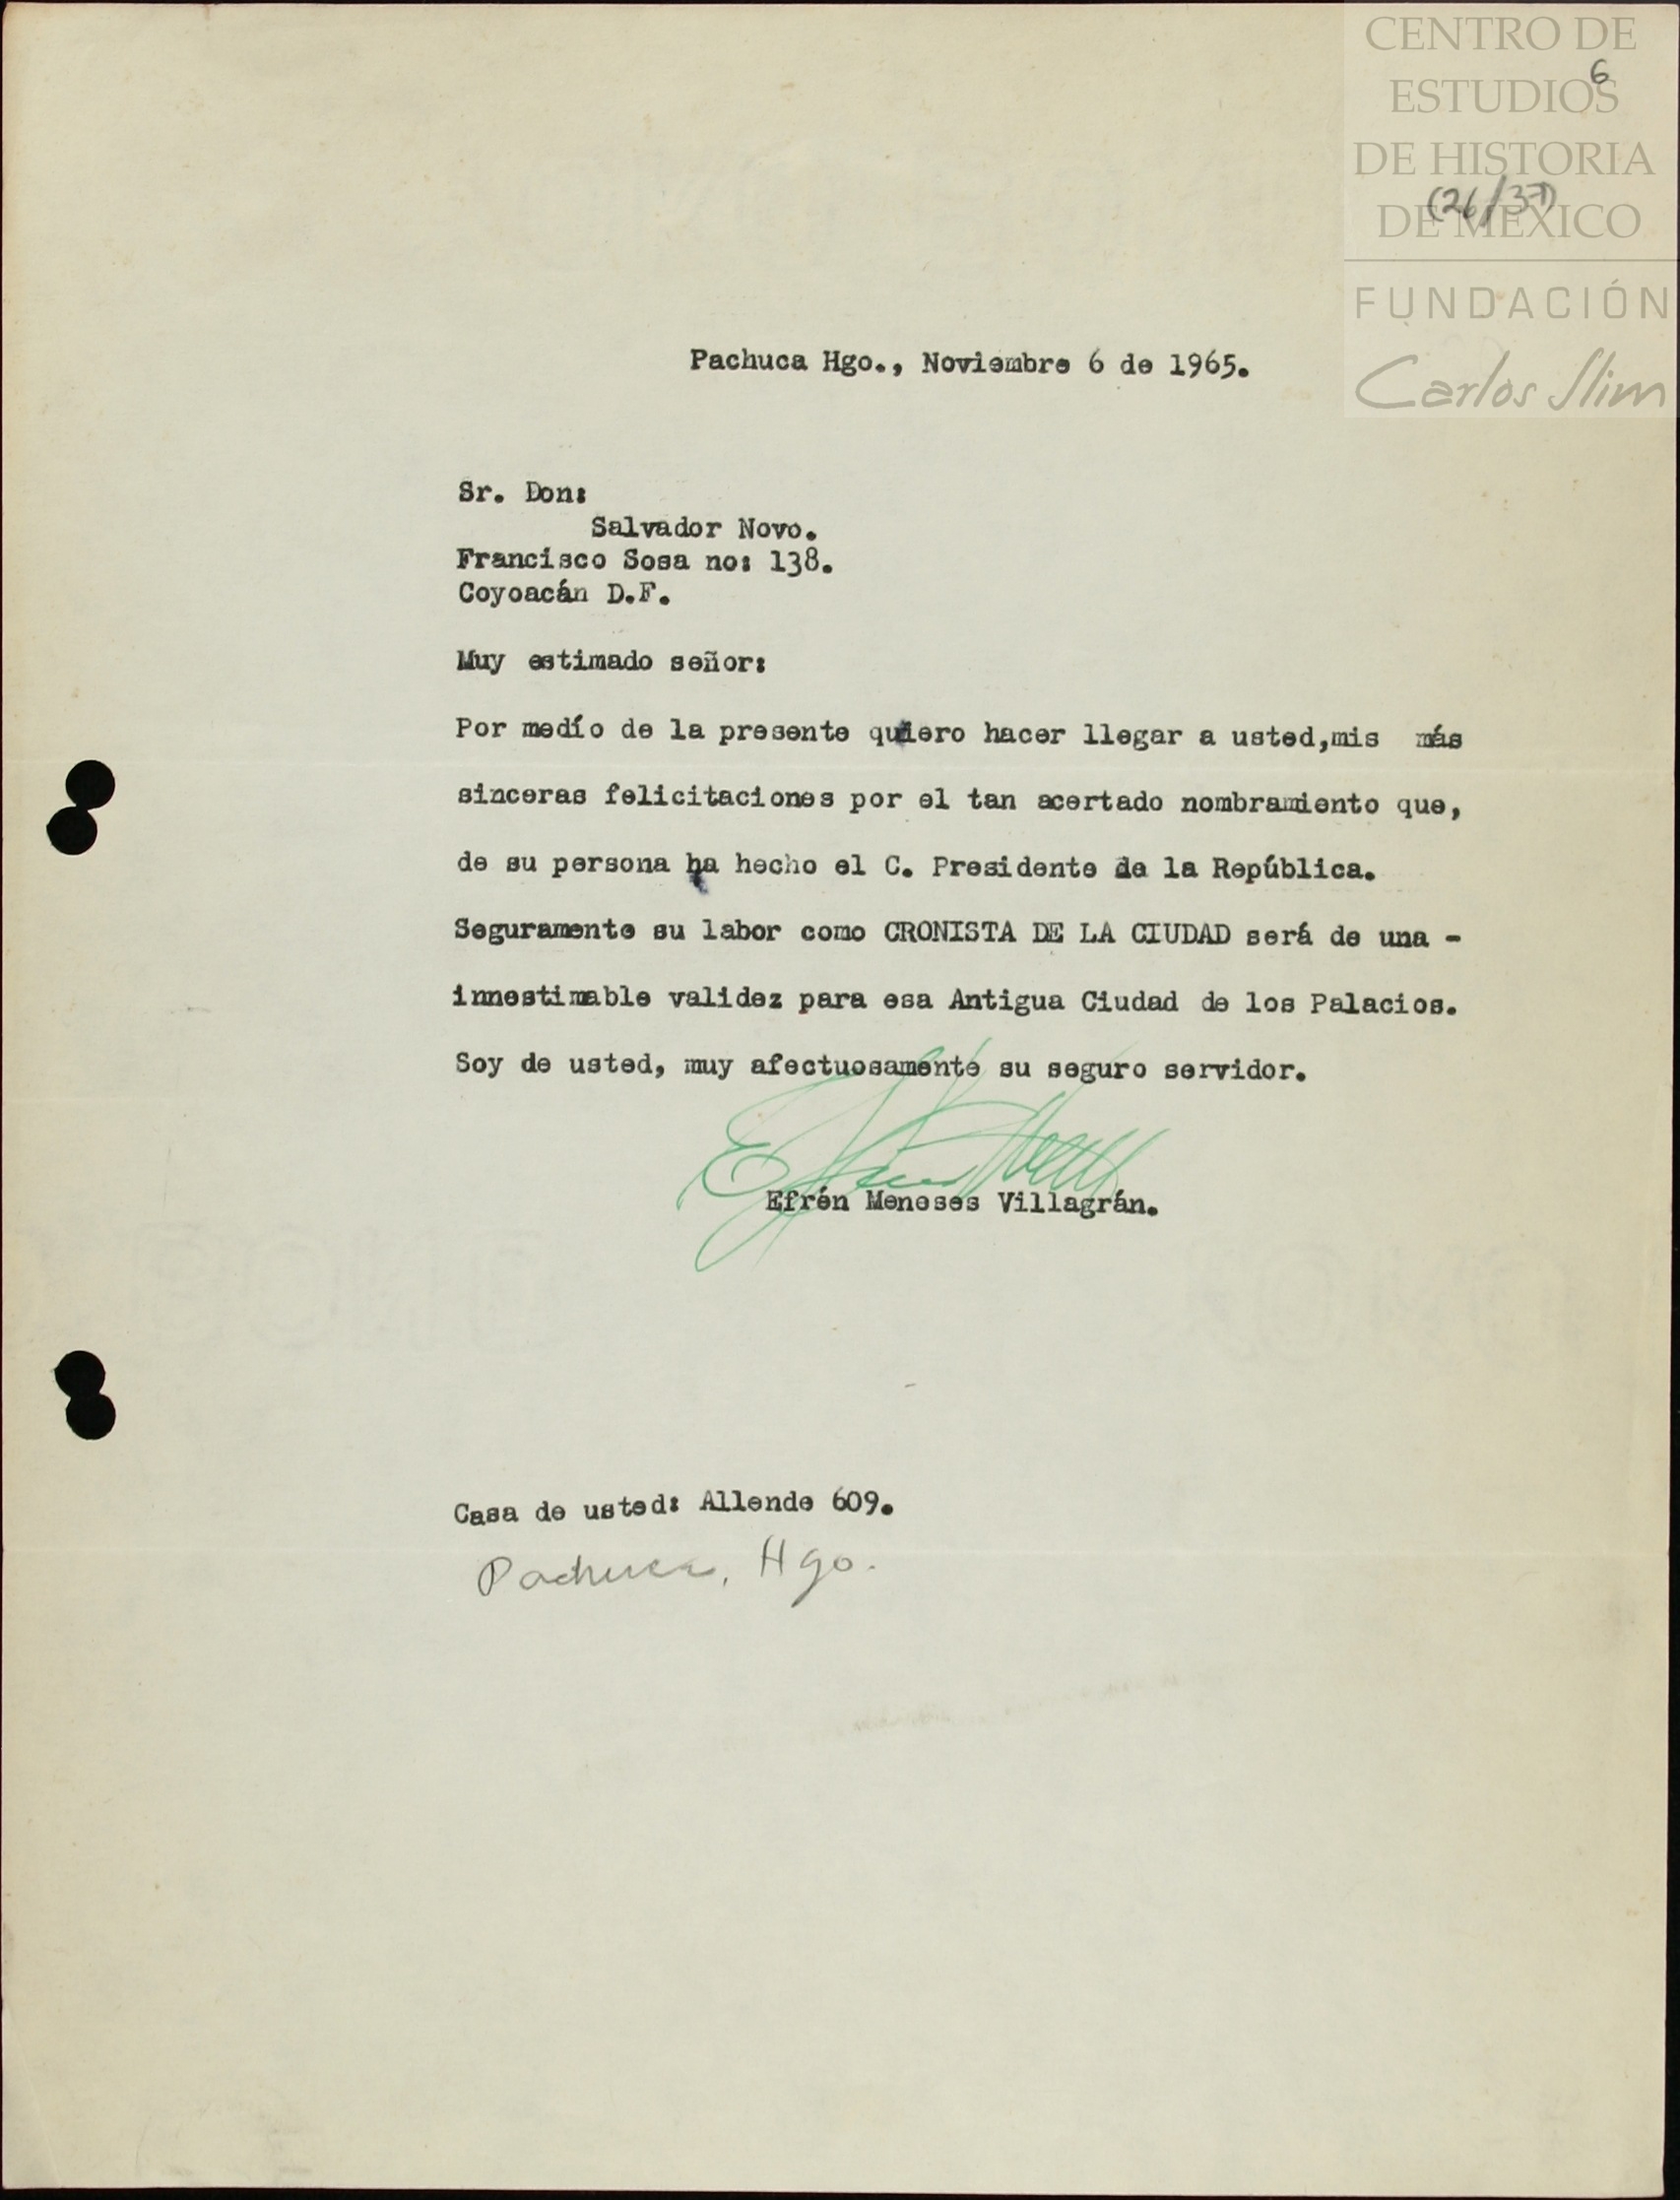 CENTRO DE
6
ESTUDIOS
DE HISTORIA
(26/37)
DE MÉXICO
FUNDACIÓN
Carlos Slim
Pachuca Hgo., Noviembre 6 de 1965.
Sr. Don:
Salvador Novo.
Francisco Sosa no: 138.
Coyoacán D.F.
Muy estimado señor:
Por medío de la presente quiero hacer llegar a usted,mis más
sinceras felicitaciones por el tan acertado nombramiento que,
de su persona ha hecho el C. Presidente de la República.
Seguramente su labor como CRONISTA DE LA CIUDAD será de una -
innestimable validez para esa Antigua Ciudad de los Palacios.
Soy de usted, muy afectuosamente su seguro servidor.
Efrén Meneses Villagrán.
Casa de usted: Allende 609.
Pachuca, Hgo.